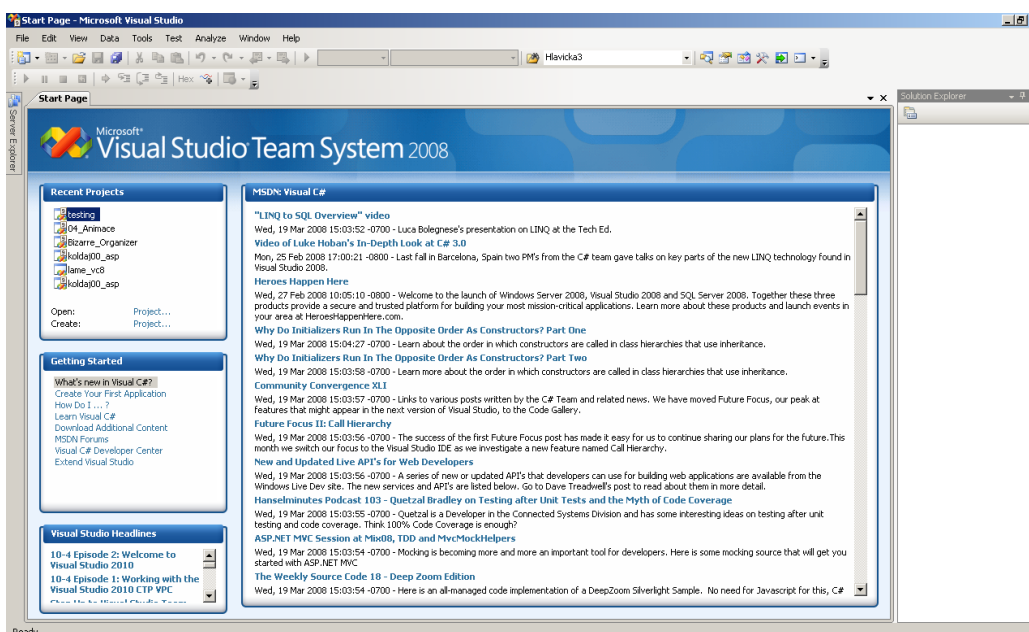 Start Page - Microsoft Visual Studio
File Edit View Data Tools Test Analyze Window Help
Hlavicka3
Hex
Start Page
Solution Explorer
Server Explorer
Microsoft®
Visual Studio Team System 2008
Recent Projects
testing
04_Animace
Bizarre_Organizer
koldaj00_asp
lame_vc8
koldaj00_asp
Open: Project...
Create: Project...
Getting Started
What's new in Visual C#?
Create Your First Application
How Do I ... ?
Learn Visual C#
Download Additional Content
MSDN Forums
Visual C# Developer Center
Extend Visual Studio
Visual Studio Headlines
10-4 Episode 2: Welcome to
Visual Studio 2010
10-4 Episode 1: Working with the
Visual Studio 2010 CTP VPC
MSDN: Visual C#
"LINQ to SQL Overview" video
Wed, 19 Mar 2008 15:03:52 -0700 - Luca Bolegnese's presentation on LINQ at the Tech Ed.
Video of Luke Hoban's In-Depth Look at C# 3.0
Mon, 25 Feb 2008 17:00:21 -0800 - Last fall in Barcelona, Spain two PM's from the C# team gave talks on key parts of the new LINQ technology found in
Visual Studio 2008.
Heroes Happen Here
Wed, 27 Feb 2008 10:05:10 -0800 - Welcome to the launch of Windows Server 2008, Visual Studio 2008 and SQL Server 2008. Together these three
products provide a secure and trusted platform for building your most mission-critical applications. Learn more about these products and launch events in
your area at HeroesHappenHere.com.
Why Do Initializers Run In The Opposite Order As Constructors? Part One
Wed, 19 Mar 2008 15:04:27 -0700 - Learn about the order in which constructors are called in class hierarchies that use inheritance.
Why Do Initializers Run In The Opposite Order As Constructors? Part Two
Wed, 19 Mar 2008 15:03:58 -0700 - Learn more about the order in which constructors are called in class hierarchies that use inheritance.
Community Convergence XLI
Wed, 19 Mar 2008 15:03:57 -0700 - Links to various posts written by the C# Team and related news. We have moved Future Focus, our peak at
features that might appear in the next version of Visual Studio, to the Code Gallery.
Future Focus II: Call Hierarchy
Wed, 19 Mar 2008 15:03:56 -0700 - The success of the first Future Focus post has made it easy for us to continue sharing our plans for the future.This
month we switch our focus to the Visual Studio IDE as we investigate a new feature named Call Hierarchy.
New and Updated Live API's for Web Developers
Wed, 19 Mar 2008 15:03:56 -0700 - A series of new or updated API's that developers can use for building web applications are available from the
Windows Live Dev site. The new services and API's are listed below. Go to Dave Treadwell's post to read about them in more detail.
Hanselminutes Podcast 103 - Quetzal Bradley on Testing after Unit Tests and the Myth of Code Coverage
Wed, 19 Mar 2008 15:03:55 -0700 - Quetzal is a Developer in the Connected Systems Division and has some interesting ideas on testing after unit
testing and code coverage. Think 100% Code Coverage is enough?
ASP.NET MVC Session at Mix08, TDD and MvcMockHelpers
Wed, 19 Mar 2008 15:03:54 -0700 - Mocking is becoming more and more an important tool for developers. Here is some mocking source that will get you
started with ASP.NET MVC
The Weekly Source Code 18 - Deep Zoom Edition
Wed, 19 Mar 2008 15:03:54 -0700 - Here is an all-managed code implementation of a DeepZoom Silverlight Sample. No need for Javascript for this, C#
Ready